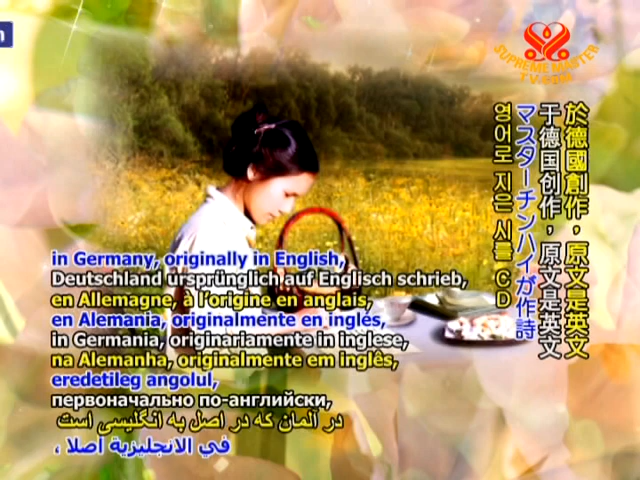 n
SUPREME MASTER
TV.COM
於德國創作，原文是英文
于德国创作，原文是英文
マスターチンハイが作詩
영어로 지은 시를 CD
in Germany, originally in English,
Deutschland ursprünglich auf Englisch schrieb,
en Allemagne, à l'origine en anglais,
en Alemania, originalmente en inglés,
in Germania, originariamente in inglese,
na Alemanha, originalmente em inglês,
eredetileg angolul,
первоначально по-английски,
در آلمان که در اصل به انگلیسی است
في الانجليزية اصلا ،